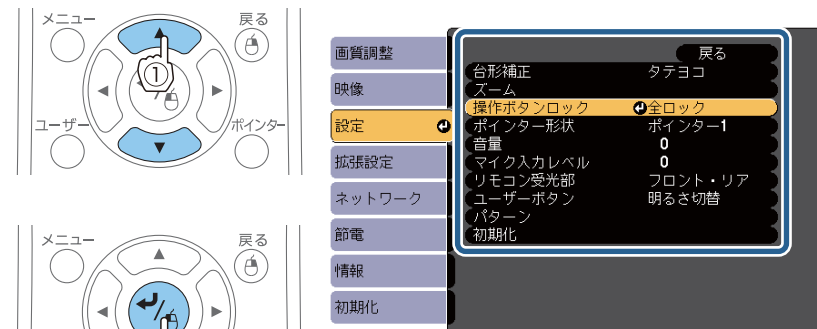 メニュー
戻る
①
ユーザー
ポインター
メニュー
戻る
画質調整
映像
設定
拡張設定
ネットワーク
節電
情報
初期化
戻る
台形補正 タテヨコ
ズーム
操作ボタンロック 全ロック
ポインター形状 ポインター1
音量 0
マイク入力レベル 0
リモコン受光部 フロント・リア
ユーザーボタン 明るさ切替
パターン
初期化